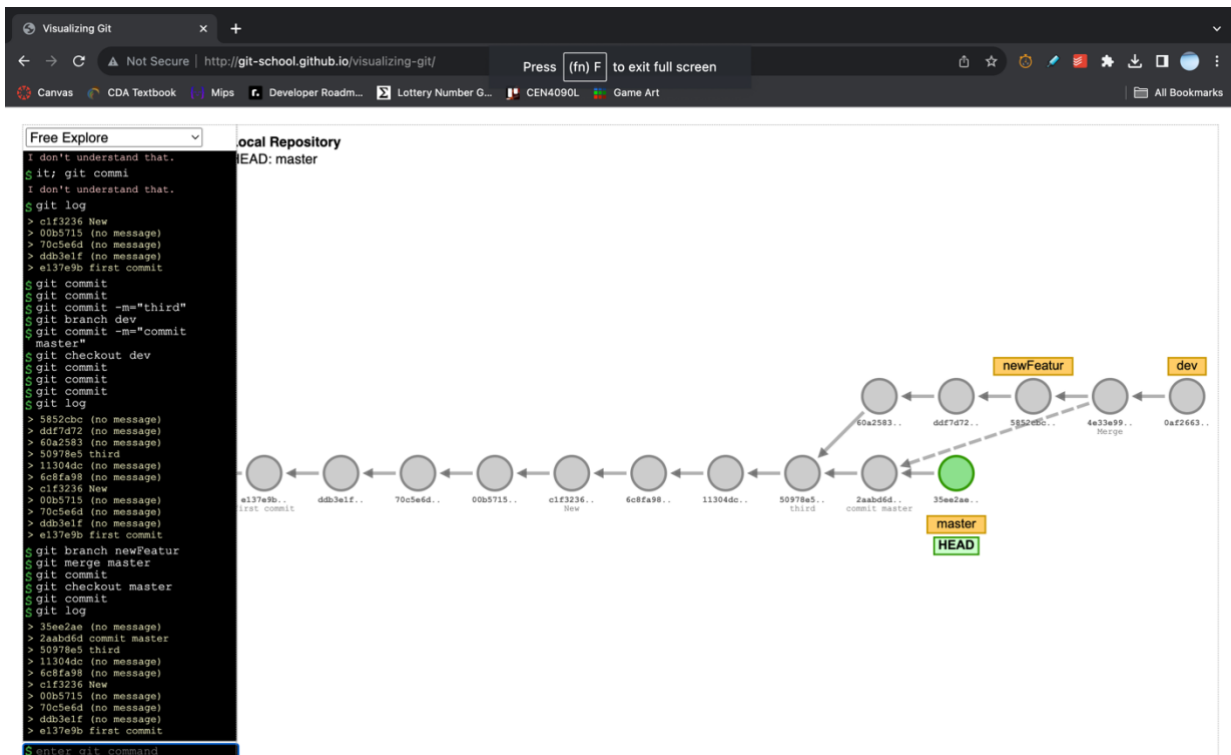 Visualizing Git
Not Secure | http://git-school.github.io/visualizing-git/
Press (fn) F to exit full screen
Canvas CDA Textbook Mips Developer Roadm... Lottery Number G... CEN4090L Game Art All Bookmarks
Free Explore
ocal Repository
HEAD: master
I don't understand that.
$ it; git commi
I don't understand that.
$ git log
> c1f3236 New
> 00b5715 (no message)
> 70c5e6d (no message)
> ddb3e1f (no message)
> e137e9b first commit
$ git commit
$ git commit
$ git commit -m="third"
$ git branch dev
$ git commit -m="commit
master"
$ git checkout dev
$ git commit
$ git commit
$ git commit
$ git log
> 5852cbc (no message)
> ddf7d72 (no message)
> 60a2583 (no message)
> 50978e5 third
> 11304dc (no message)
> 6c8fa98 (no message)
> c1f3236 New
> 00b5715 (no message)
> 70c5e6d (no message)
> ddb3e1f (no message)
> e137e9b first commit
$ git branch newFeatur
$ git merge master
$ git commit
$ git checkout master
$ git commit
$ git log
> 35ee2ae (no message)
> 2aabd6d commit master
> 50978e5 third
> 11304dc (no message)
> 6c8fa98 (no message)
> c1f3236 New
> 00b5715 (no message)
> 70c5e6d (no message)
> ddb3e1f (no message)
> e137e9b first commit
$ enter git command
newFeatur dev
60a2583.. ddf7d72.. 5852cbc.. 4e33e99.. 0af2663..
Merge
e137e9b.. ddb3e1f.. 70c5e6d.. 00b5715.. c1f3236.. 6c8fa98.. 11304dc.. 50978e5.. 2aabd6d.. 35ee2ae..
first commit New third commit master
master
HEAD